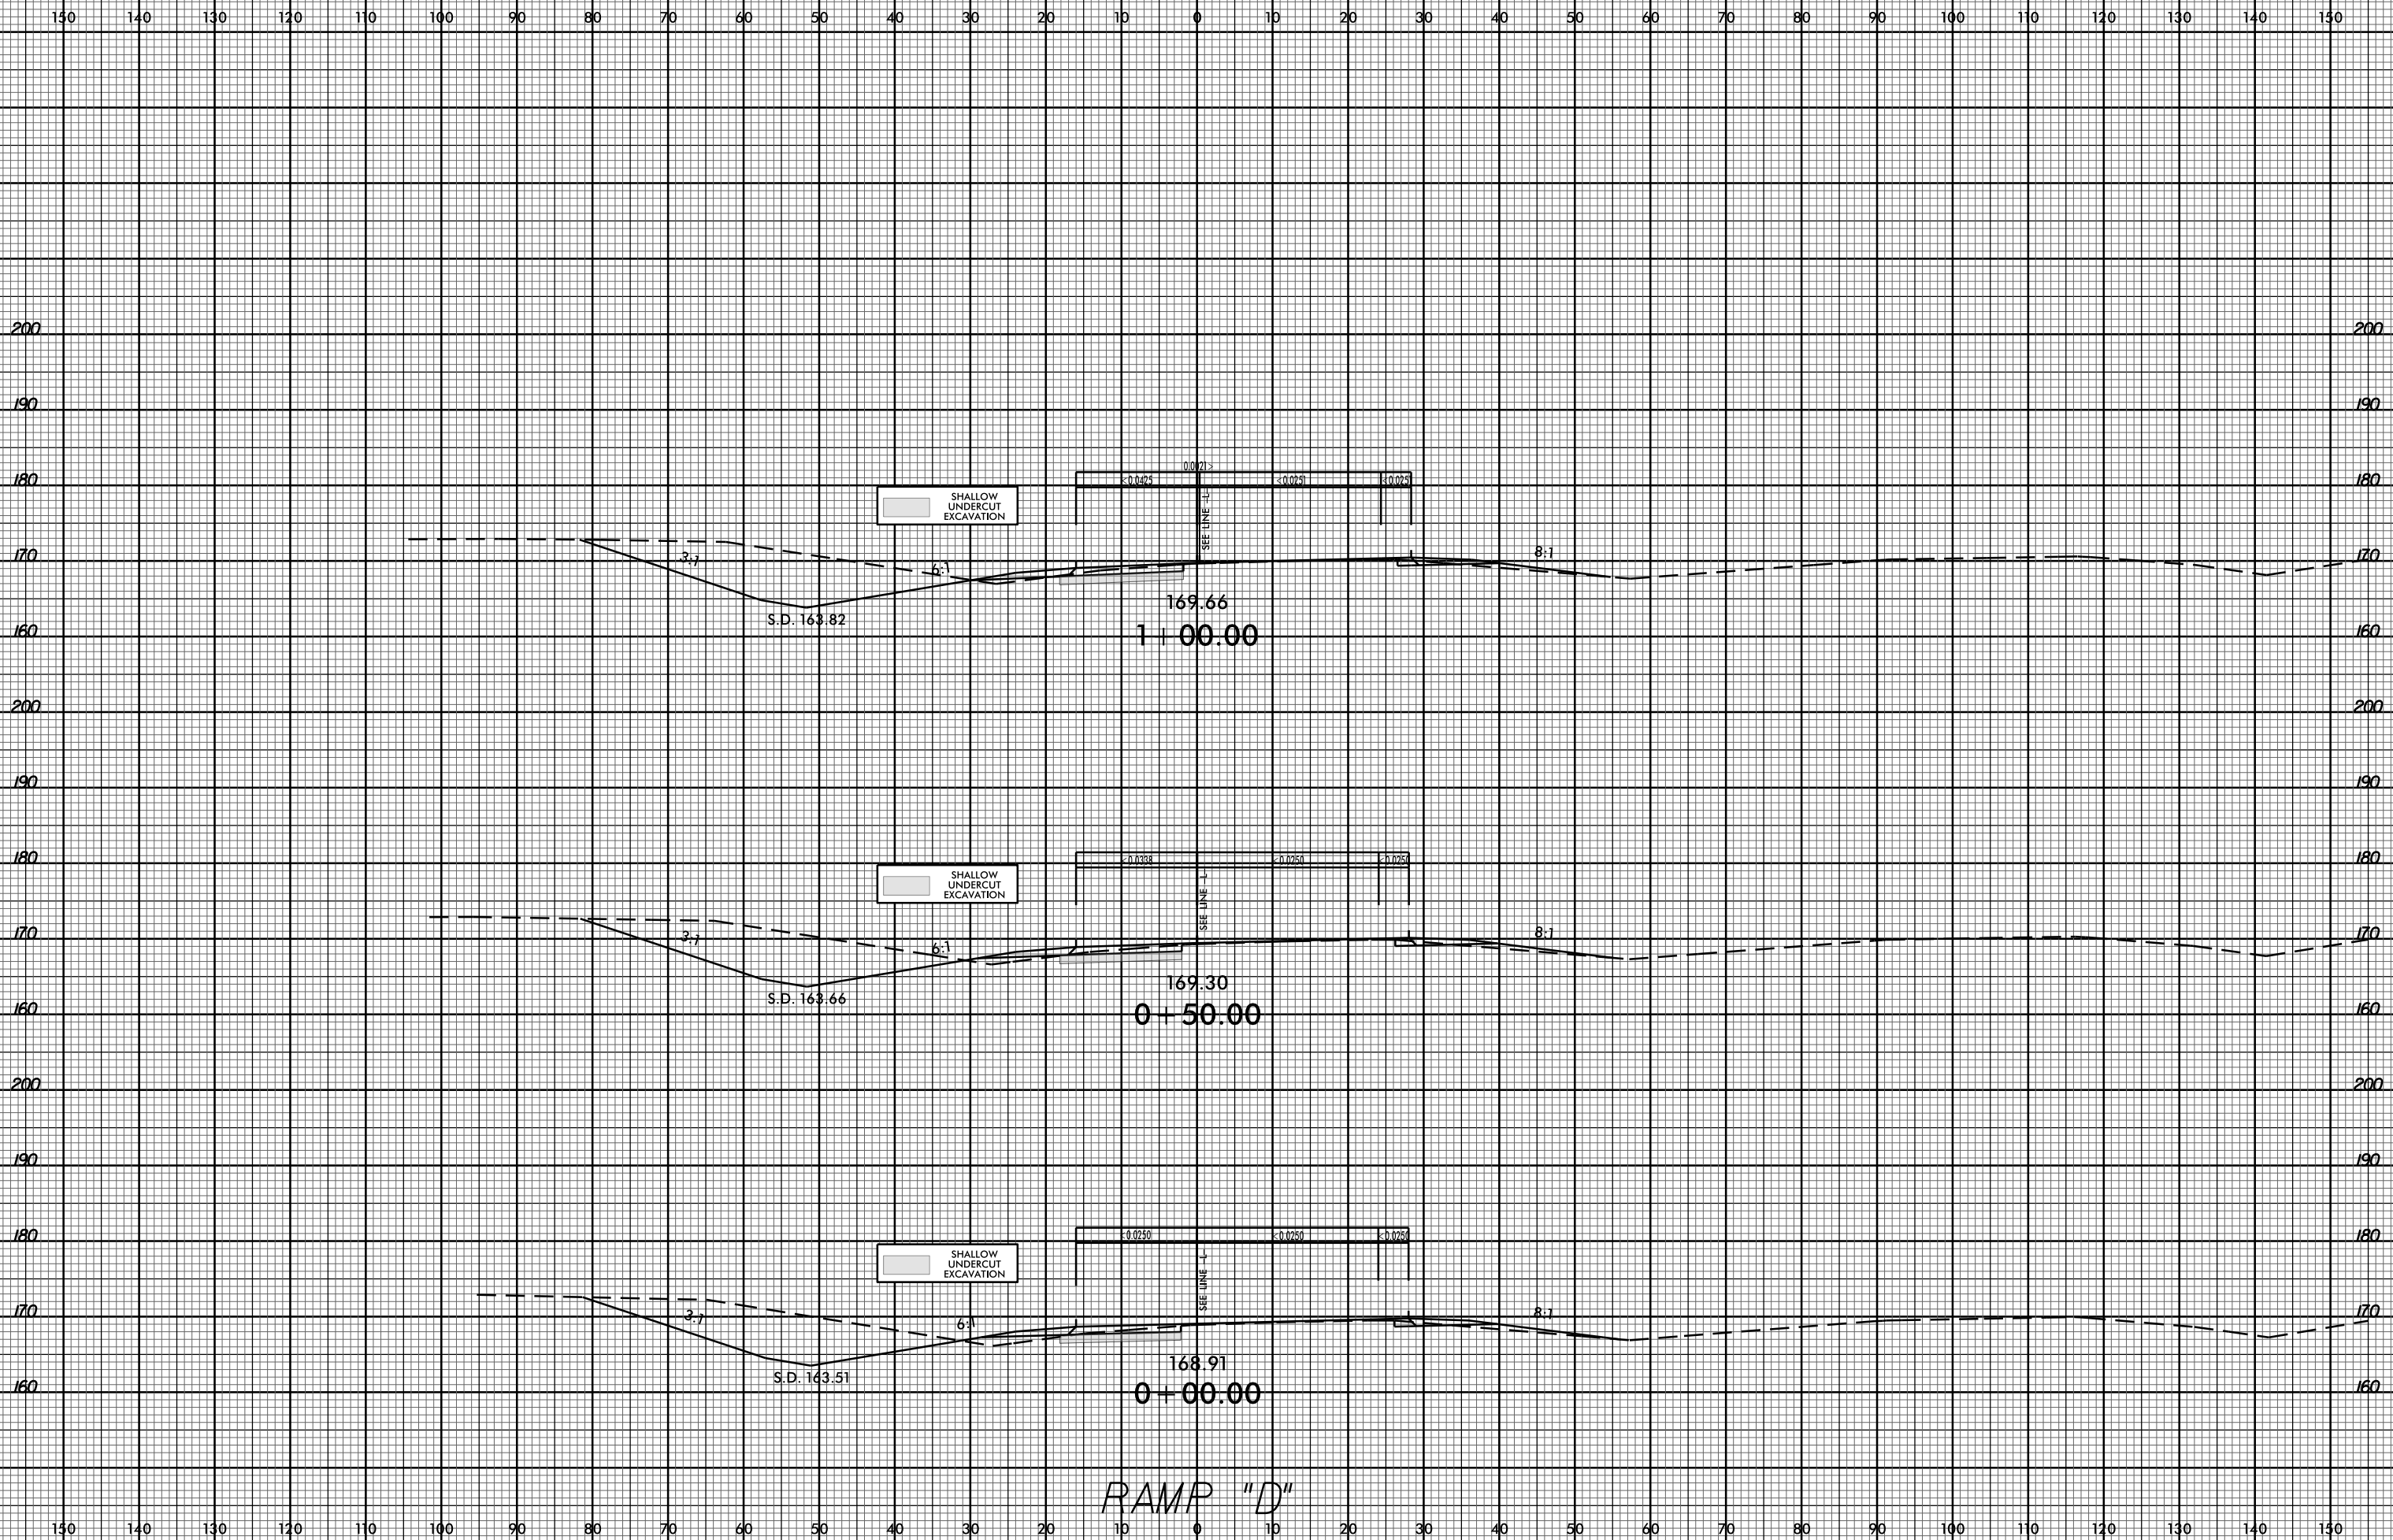 150 140 130 120 110 100 90 80 70 60 50 40 30 20 10 0 10 20 30 40 50 60 70 80 90 100 110 120 130 140 150
200 200
190 190
0.0021>
180 <0.0425 <0.0251 <0.0251 180
SHALLOW
UNDERCUT
EXCAVATION
SEE LINE -L-
170 3:1 6:1 8:1 170
169.66
S.D. 163.82
160 1+00.00 160
200 200
190 190
180 <0.0338 <0.0250 <0.0250 180
SHALLOW
UNDERCUT
EXCAVATION
SEE LINE -L-
170 3:1 6:1 8:1 170
169.30
S.D. 163.66
160 0+50.00 160
200 200
190 190
180 <0.0250 <0.0250 <0.0250 180
SHALLOW
UNDERCUT
EXCAVATION
SEE LINE -L-
170 3:1 6:1 8:1 170
168.91
S.D. 163.51
160 0+00.00 160
RAMP "D"
150 140 130 120 110 100 90 80 70 60 50 40 30 20 10 0 10 20 30 40 50 60 70 80 90 100 110 120 130 140 150